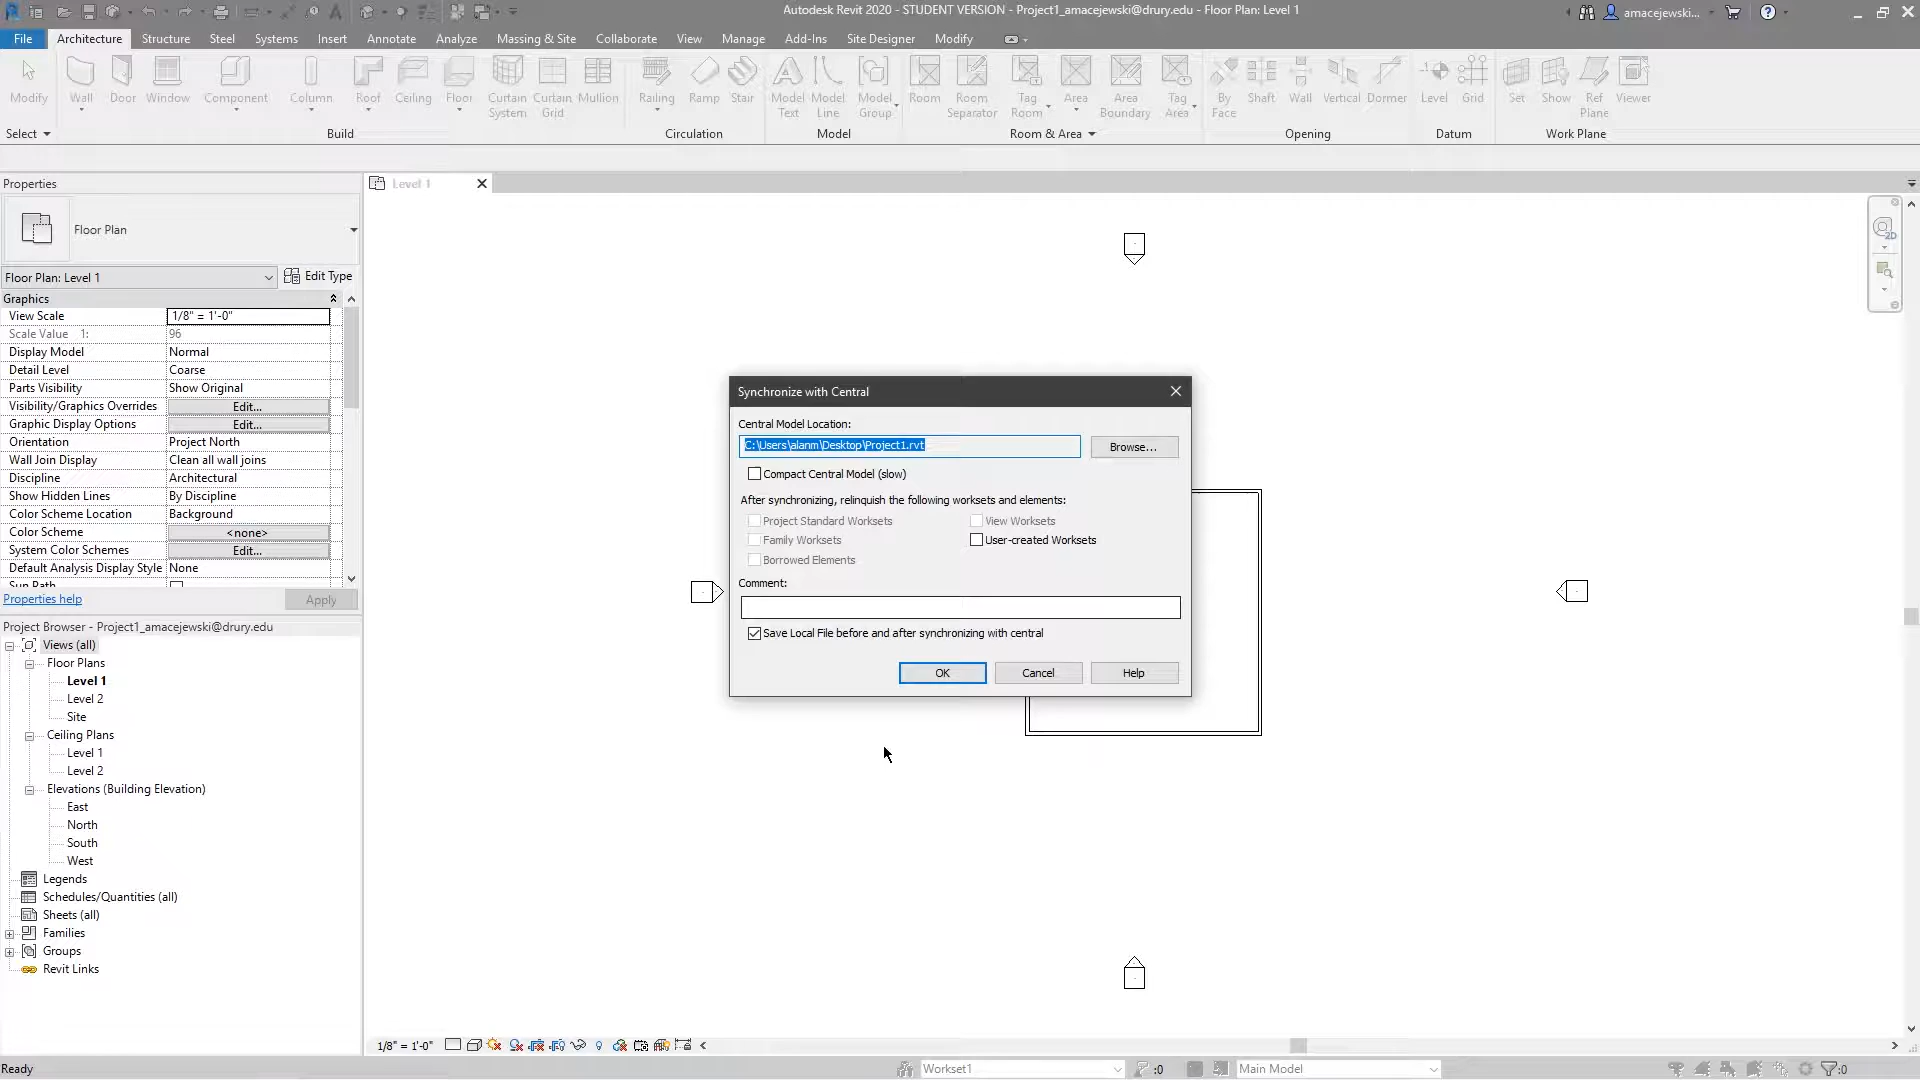 Autodesk Revit 2020 - STUDENT VERSION - Project1_amacejewski@drury.edu - Floor Plan: Level 1
amacejewski...
File Architecture Structure Steel Systems Insert Annotate Analyze Massing & Site Collaborate View Manage Add-Ins Site Designer Modify
Modify Wall Door Window Component Column Roof Ceiling Floor Curtain System Curtain Grid Mullion Railing Ramp Stair Model Text Model Line Model Group Room Room Separator Tag Room Area Area Boundary Tag Area By Face Shaft Wall Vertical Dormer Level Grid Set Show Ref Plane Viewer
Select Build Circulation Model Room & Area Opening Datum Work Plane
Properties
Level 1
Floor Plan
Floor Plan: Level 1
Edit Type
Graphics
View Scale 1/8" = 1'-0"
Scale Value 1: 96
Display Model Normal
Detail Level Coarse
Parts Visibility Show Original
Visibility/Graphics Overrides Edit...
Graphic Display Options Edit...
Orientation Project North
Wall Join Display Clean all wall joins
Discipline Architectural
Show Hidden Lines By Discipline
Color Scheme Location Background
Color Scheme <none>
System Color Schemes Edit...
Default Analysis Display Style None
Sun Path
Properties help Apply
Project Browser - Project1_amacejewski@drury.edu
Views (all)
Floor Plans
Level 1
Level 2
Site
Ceiling Plans
Level 1
Level 2
Elevations (Building Elevation)
East
North
South
West
Legends
Schedules/Quantities (all)
Sheets (all)
Families
Groups
Revit Links
Synchronize with Central
Central Model Location:
C:\Users\alanm\Desktop\Project1.rvt
Browse...
Compact Central Model (slow)
After synchronizing, relinquish the following worksets and elements:
Project Standard Worksets View Worksets
Family Worksets User-created Worksets
Borrowed Elements
Comment:
Save Local File before and after synchronizing with central
OK Cancel Help
2D
1/8" = 1'-0"
Ready
Workset1 :0 Main Model :0